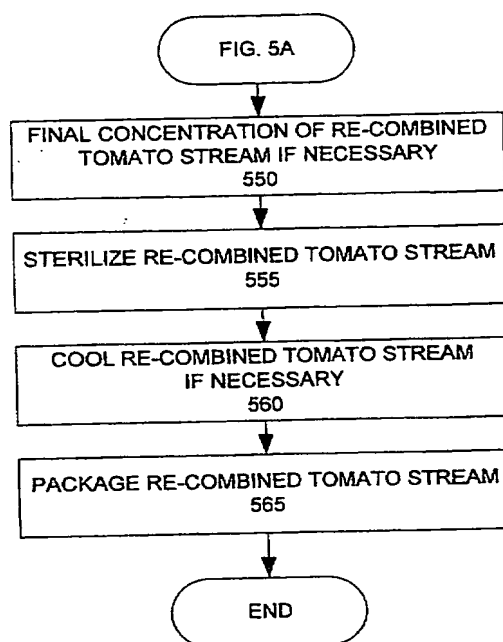 FIG. 5A
FINAL CONCENTRATION OF RE-COMBINED
TOMATO STREAM IF NECESSARY
550
STERILIZE RE-COMBINED TOMATO STREAM
555
COOL RE-COMBINED TOMATO STREAM
IF NECESSARY
560
PACKAGE RE-COMBINED TOMATO STREAM
565
END